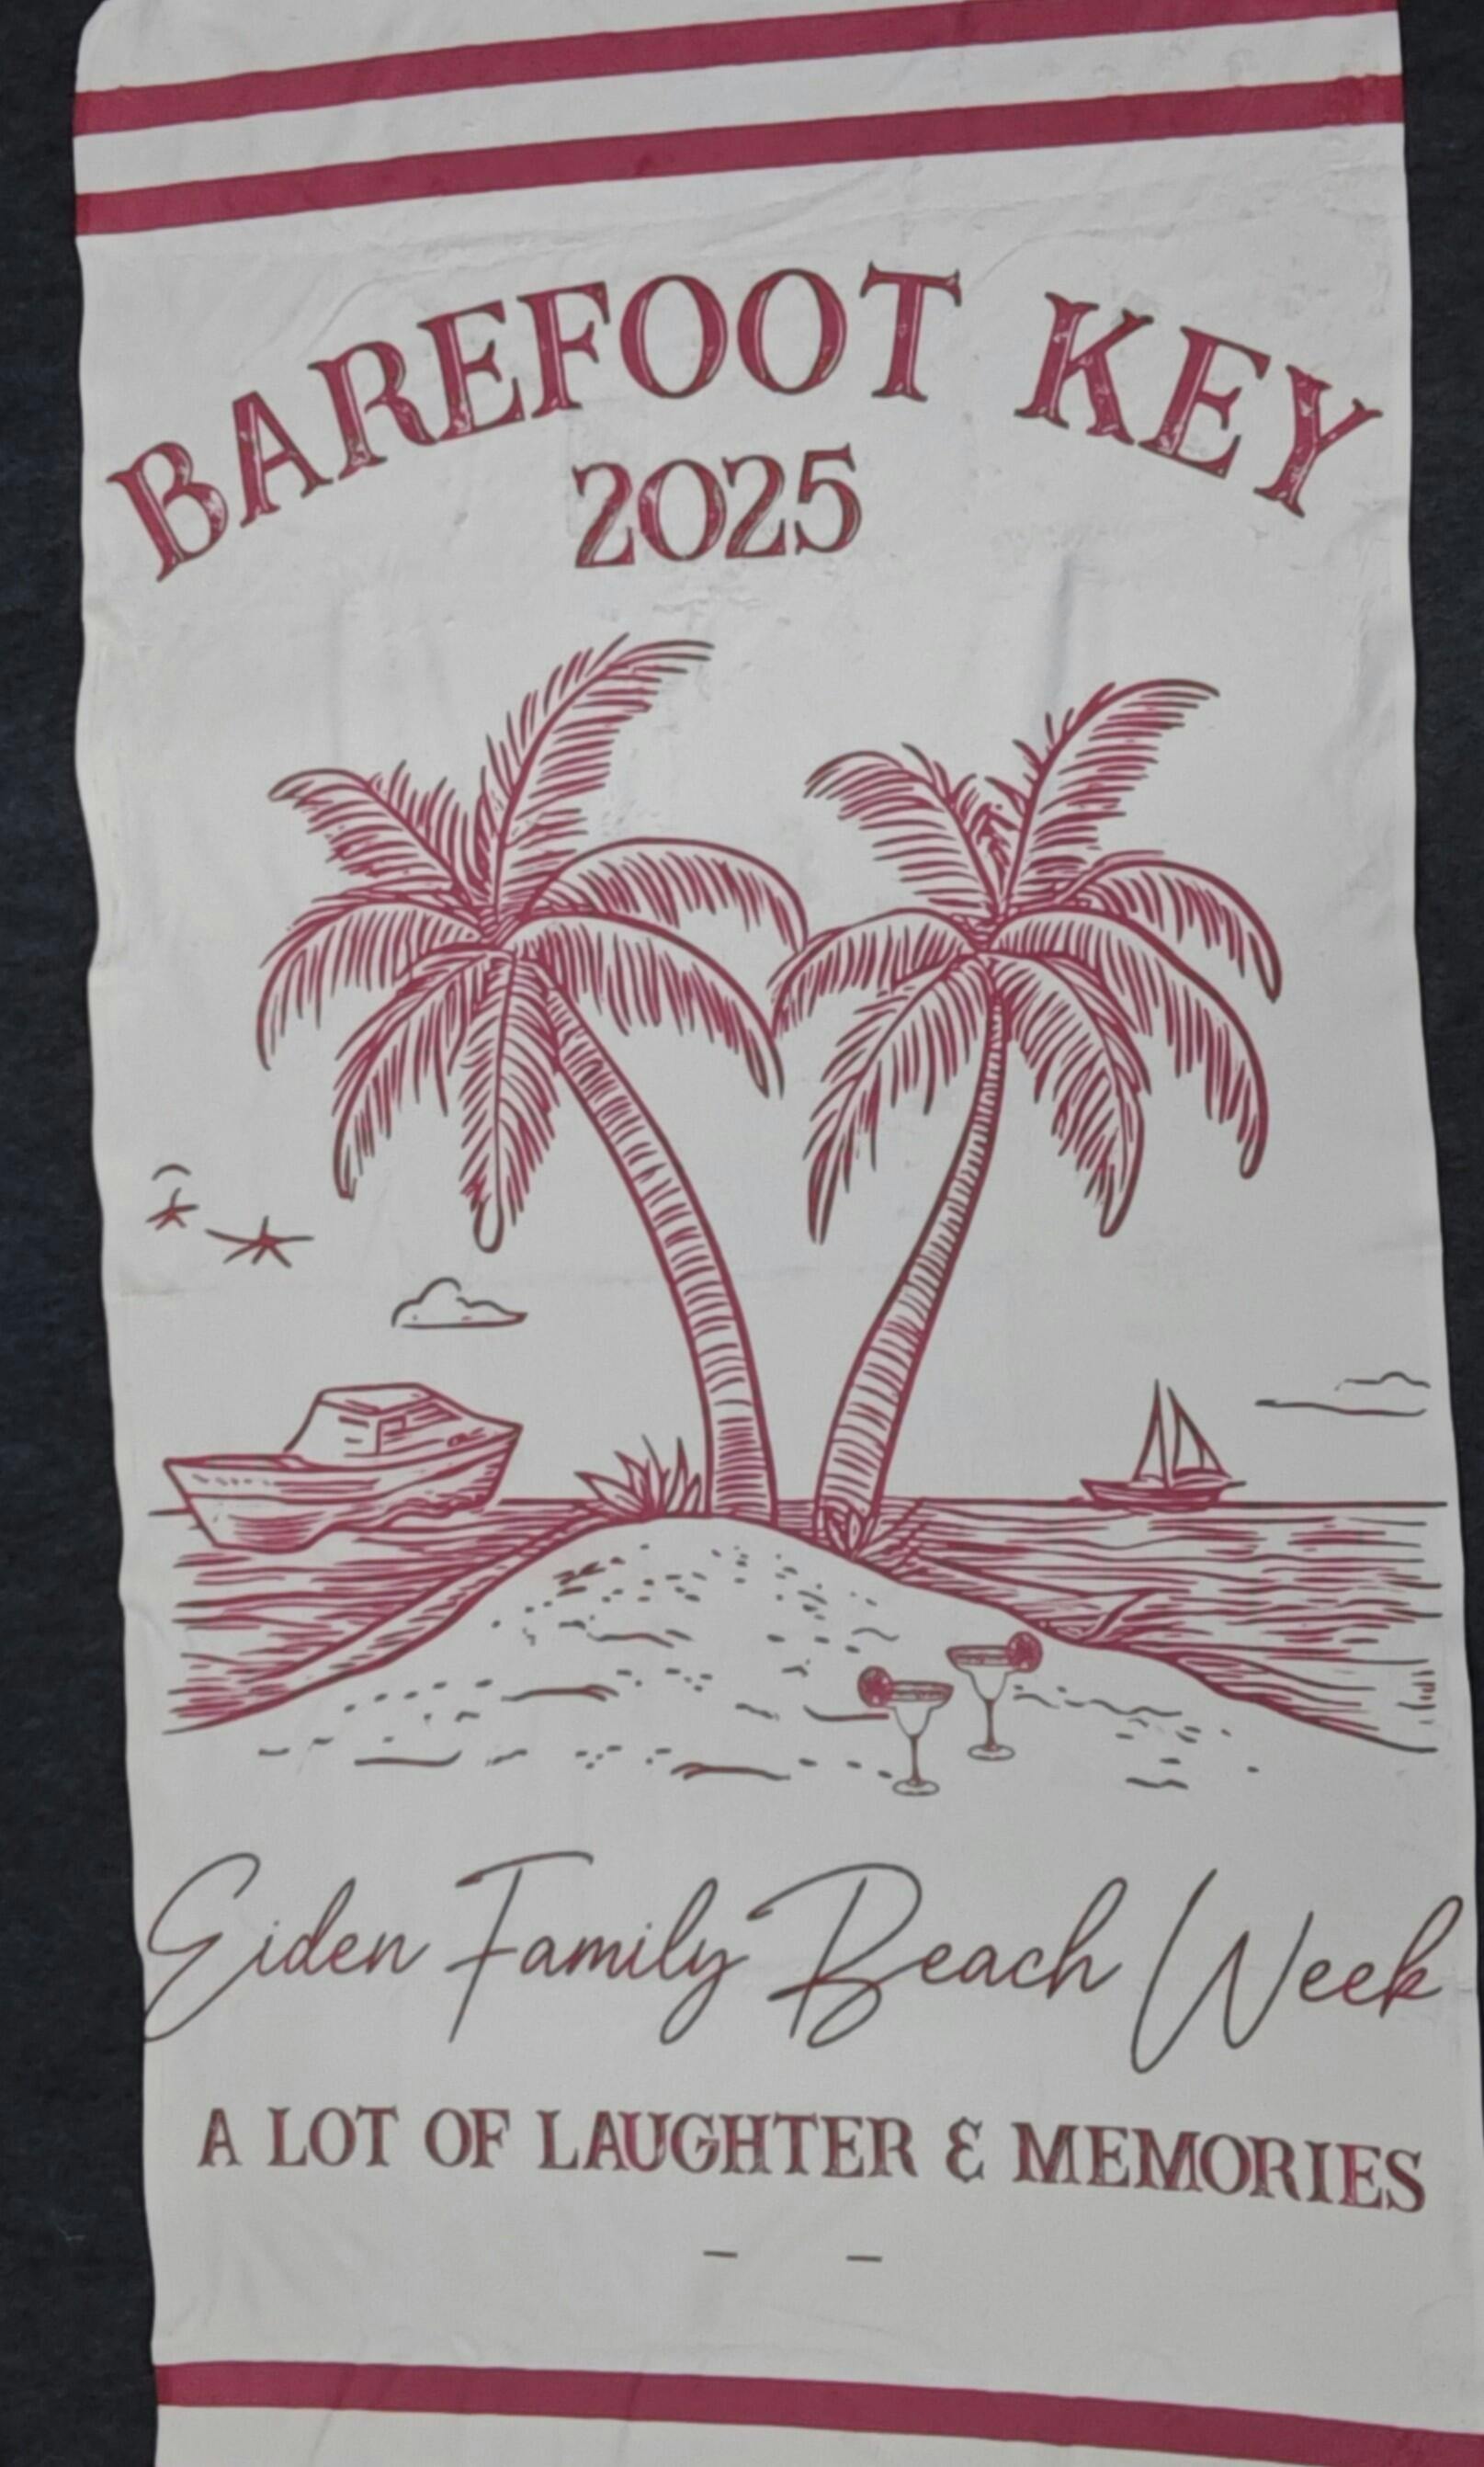 BAREFOOT KEY
2025
Eiden Family Beach Week
A LOT OF LAUGHTER & MEMORIES